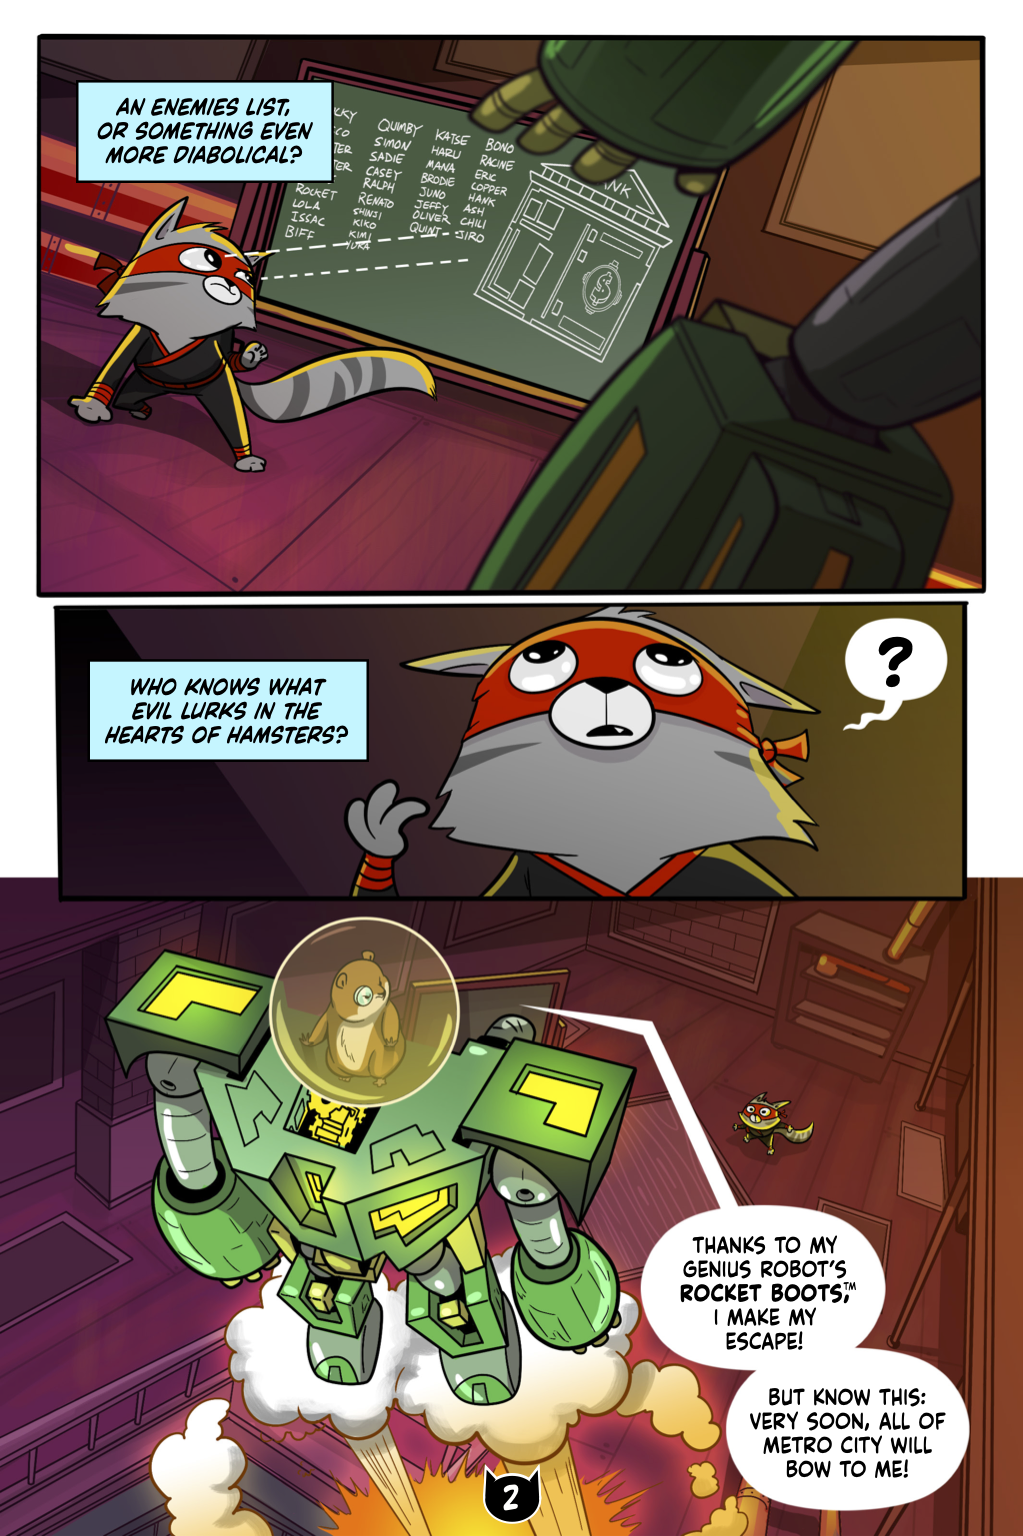 AN ENEMIES LIST,
OR SOMETHING EVEN
MORE DIABOLICAL?
ROCKET
LOLA
ISSAC
BIFF
QUIMBY
SIMON
SADIE
CASEY
RALPH
RENATO
SHINJI
KIKO
KIMI
YUKA
KATSE
HARU
MANA
BRODIE
JUNO
JEFFY
OLIVER
QUINT
BONO
RACINE
ERIC
COPPER
HANK
ASH
CHILI
JIRO
NK
$
WHO KNOWS WHAT
EVIL LURKS IN THE
HEARTS OF HAMSTERS?
?
THANKS TO MY
GENIUS ROBOT'S
ROCKET BOOTS,™
I MAKE MY
ESCAPE!
BUT KNOW THIS:
VERY SOON, ALL OF
METRO CITY WILL
BOW TO ME!
2